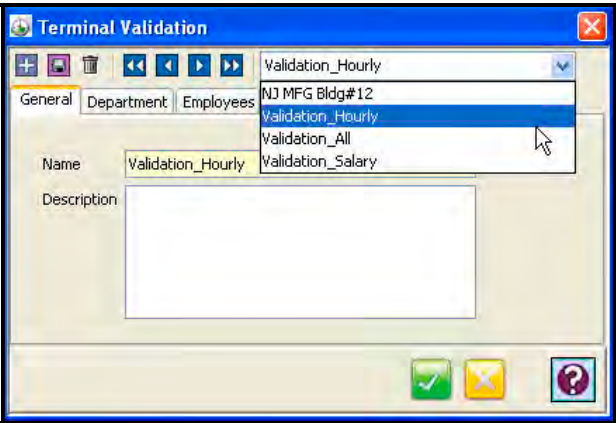 Terminal Validation
Validation_Hourly
General Department Employees
NJ MFG Bldg#12
Validation_Hourly
Validation_All
Validation_Salary
Name Validation_Hourly
Description
?